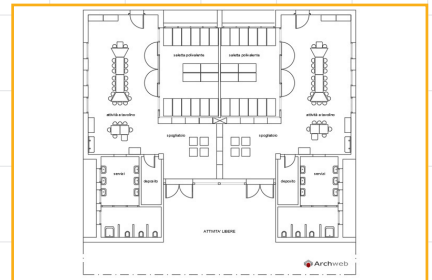 saletta polivalente
saletta polivalente
attività a tavolino
attività a tavolino
spogliatoio
spogliatoio
servizi
deposito
deposito
servizi
ATTIVITA' LIBERE
Archweb